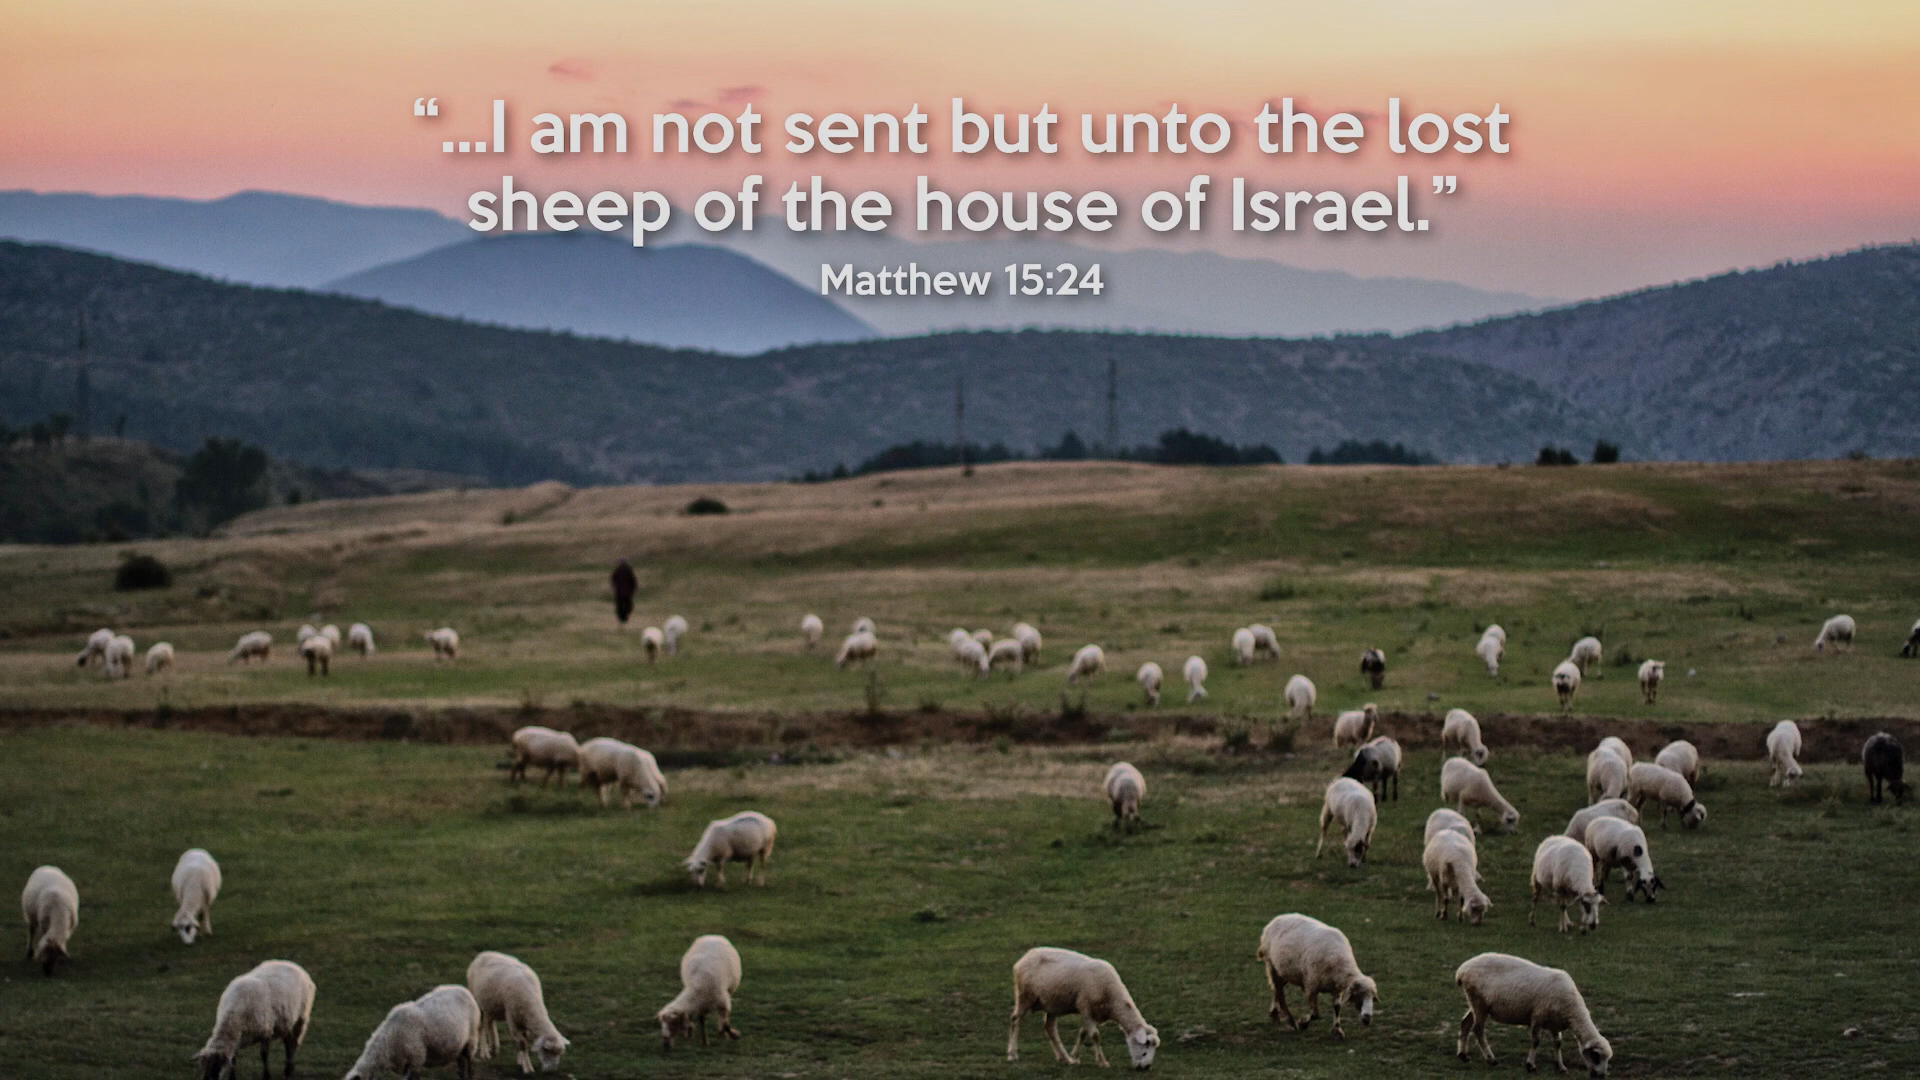 “...I am not sent but unto the lost
sheep of the house of Israel.”
Matthew 15:24